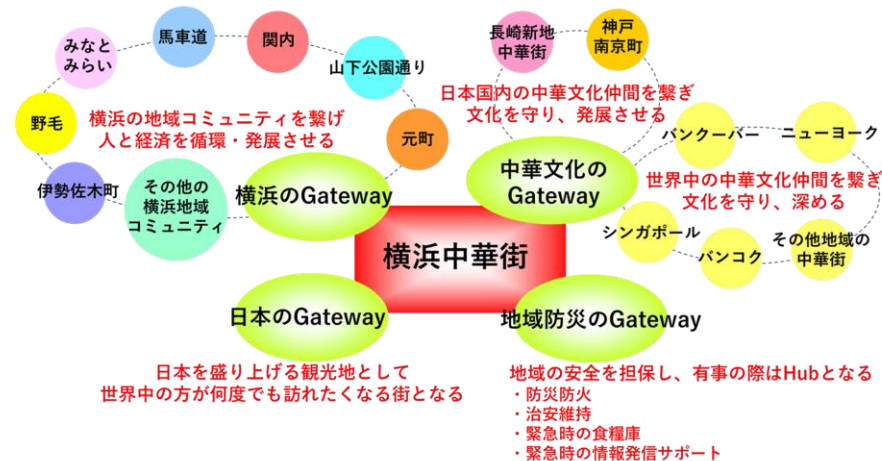 みなと
みらい
馬車道
関内
山下公園通り
野毛
元町
伊勢佐木町
その他の
横浜地域
コミュニティ
横浜の地域コミュニティを繋げ
人と経済を循環・発展させる
横浜のGateway
長崎新地
中華街
神戸
南京町
日本国内の中華文化仲間を繋ぎ
文化を守り、発展させる
中華文化の
Gateway
バンクーバー
ニューヨーク
世界中の中華文化仲間を繋ぎ
文化を守り、深める
シンガポール
バンコク
その他地域の
中華街
横浜中華街
日本のGateway
日本を盛り上げる観光地として
世界中の方が何度でも訪れたくなる街となる
地域防災のGateway
地域の安全を担保し、有事の際はHubとなる
・防災防火
・治安維持
・緊急時の食糧庫
・緊急時の情報発信サポート